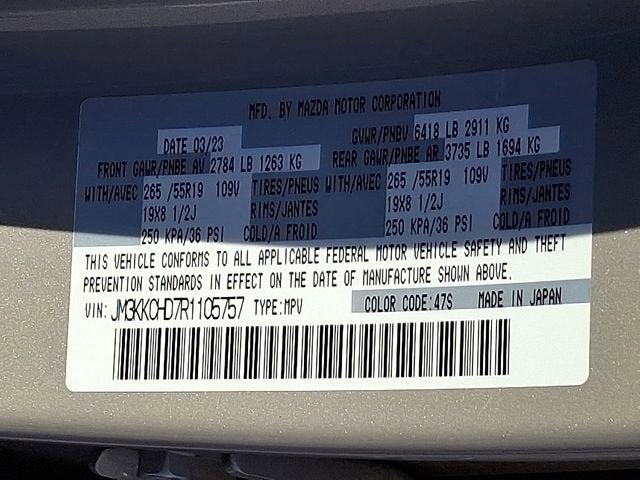 MFD. BY MAZDA MOTOR CORPORATION
DATE 03/23 GVWR/PNBV 6418 LB 2911 KG
FRONT GAWR/PNBE AV 2784 LB 1263 KG REAR GAWR/PNBE AR 3735 LB 1694 KG
WITH/AVEC 265 /55R19 109V TIRES/PNEUS WITH/AVEC 265 /55R19 109V TIRES/PNEUS
19X8 1/2J RIMS/JANTES 19X8 1/2J RIMS/JANTES
250 KPA/36 PSI COLD/A FROID 250 KPA/36 PSI COLD/A FROID
THIS VEHICLE CONFORMS TO ALL APPLICABLE FEDERAL MOTOR VEHICLE SAFETY AND THEFT
PREVENTION STANDARDS IN EFFECT ON THE DATE OF MANUFACTURE SHOWN ABOVE.
VIN: JM3KKCHD7R1105757 TYPE:MPV COLOR CODE:47S MADE IN JAPAN